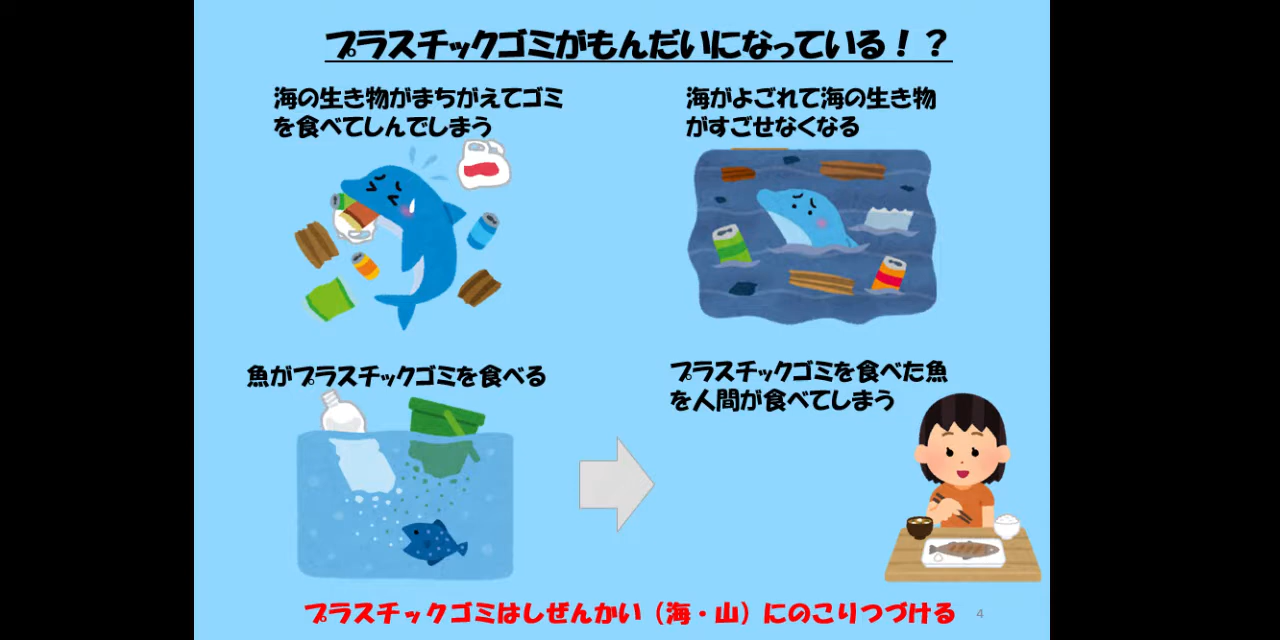 プラスチックゴミがもんだいになっている！？
海の生き物がまちがえてゴミ
を食べてしんでしまう
海がよごれて海の生き物
がすごせなくなる
魚がプラスチックゴミを食べる
プラスチックゴミを食べた魚
を人間が食べてしまう
プラスチックゴミはしぜんかい（海・山）にのこりつづける
4